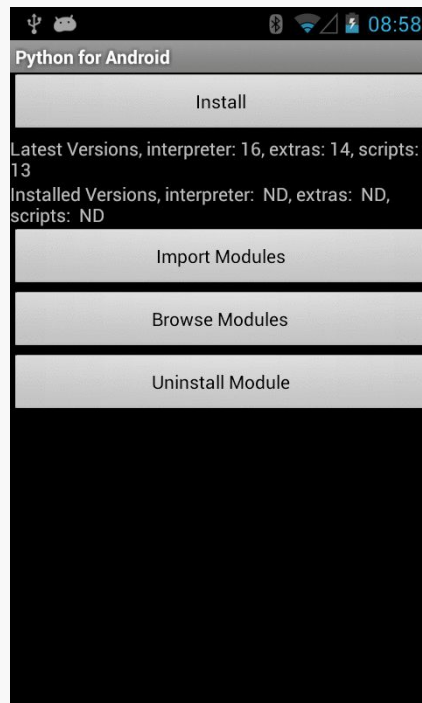 08:58
Python for Android
Install
Latest Versions, interpreter: 16, extras: 14, scripts:
13
Installed Versions, interpreter:  ND, extras:  ND,
scripts:  ND
Import Modules
Browse Modules
Uninstall Module